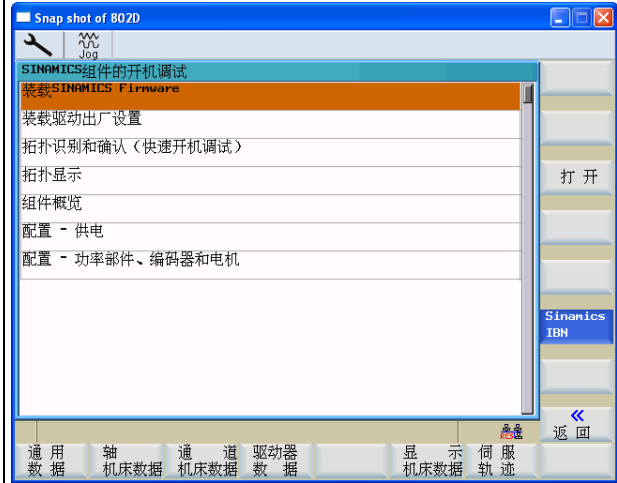 Snap shot of 802D
Jog
SINAMICS组件的开机调试
装载SINAMICS Firmware
装载驱动出厂设置
拓扑识别和确认（快速开机调试）
拓扑显示
组件概览
配置 - 供电
配置 - 功率部件、编码器和电机
打 开
Sinamics
IBN
RCS
返 回
通 用 轴 通 道 驱动器 显 示 伺 服
数 据 机床数据 机床数据 数 据 机床数据 轨 迹